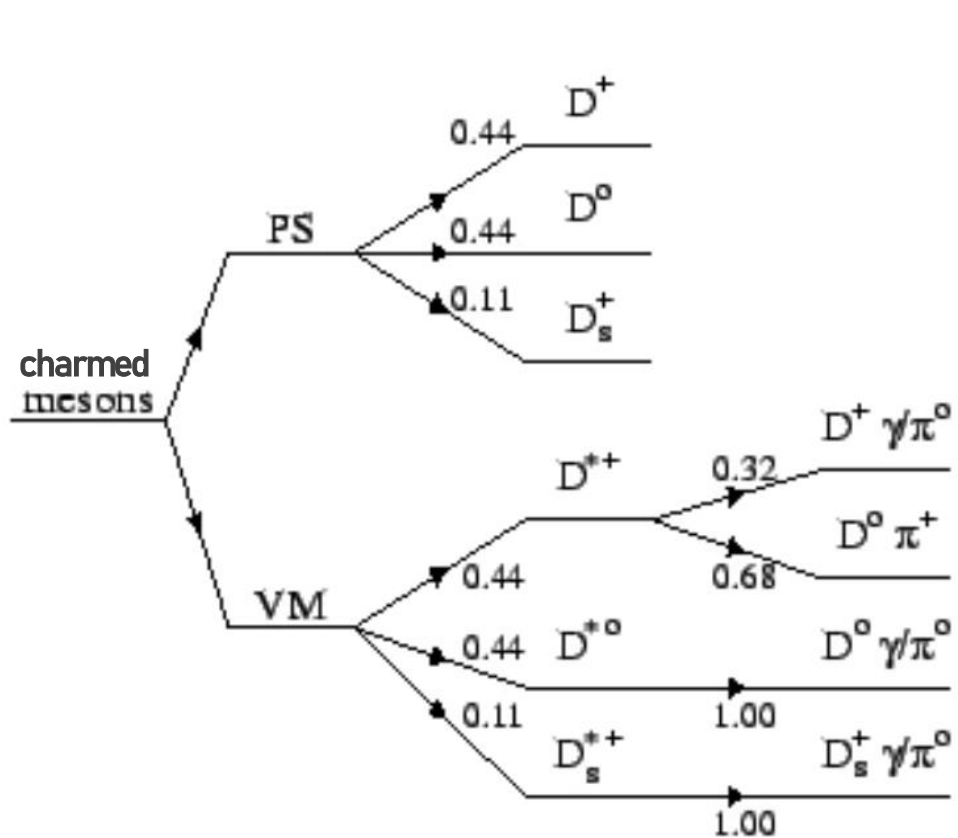 D⁺
0.44
D⁰
PS
0.44
0.11
D⁺ₛ
charmed
mesons
D⁺ γ/π⁰
D*⁺
0.32
D⁰ π⁺
0.68
0.44
VM
0.44
D*⁰
D⁰ γ/π⁰
1.00
0.11
D*⁺ₛ
D⁺ₛ γ/π⁰
1.00